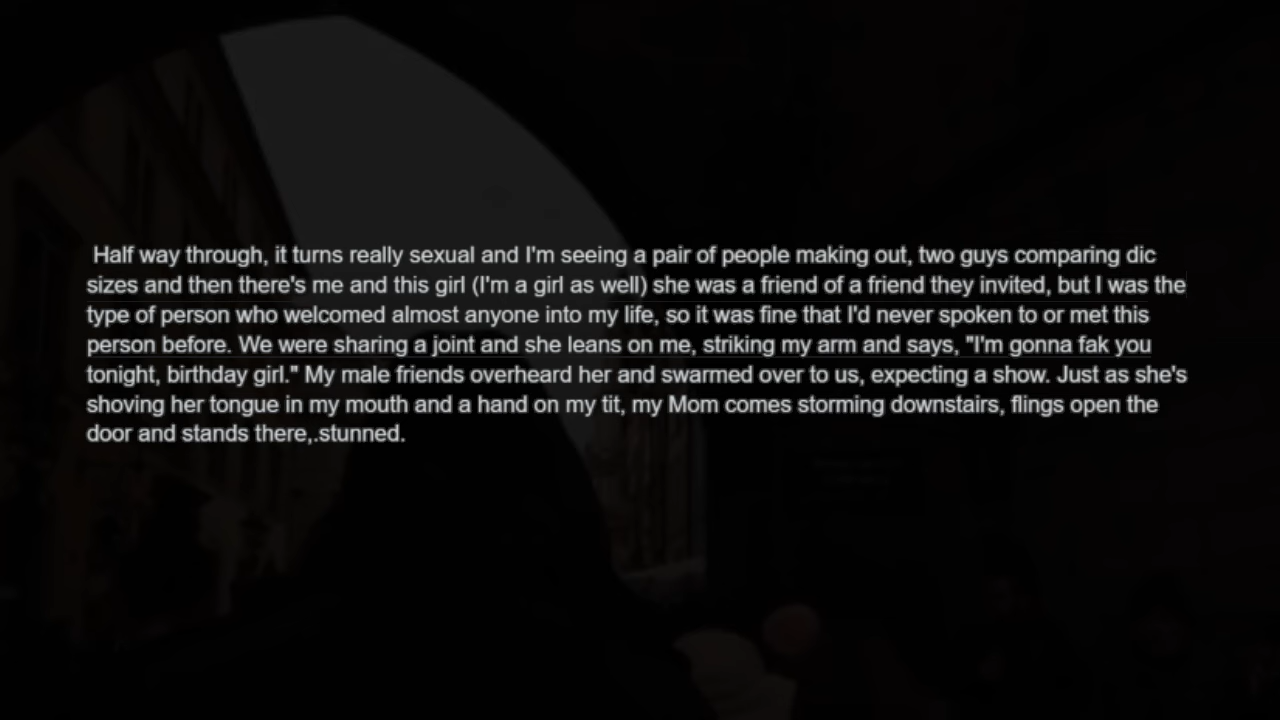 Half way through, it turns really sexual and I'm seeing a pair of people making out, two guys comparing dic
sizes and then there's me and this girl (I'm a girl as well) she was a friend of a friend they invited, but I was the
type of person who welcomed almost anyone into my life, so it was fine that I'd never spoken to or met this
person before. We were sharing a joint and she leans on me, striking my arm and says, "I'm gonna fak you
tonight, birthday girl." My male friends overheard her and swarmed over to us, expecting a show. Just as she's
shoving her tongue in my mouth and a hand on my tit, my Mom comes storming downstairs, flings open the
door and stands there,.stunned.